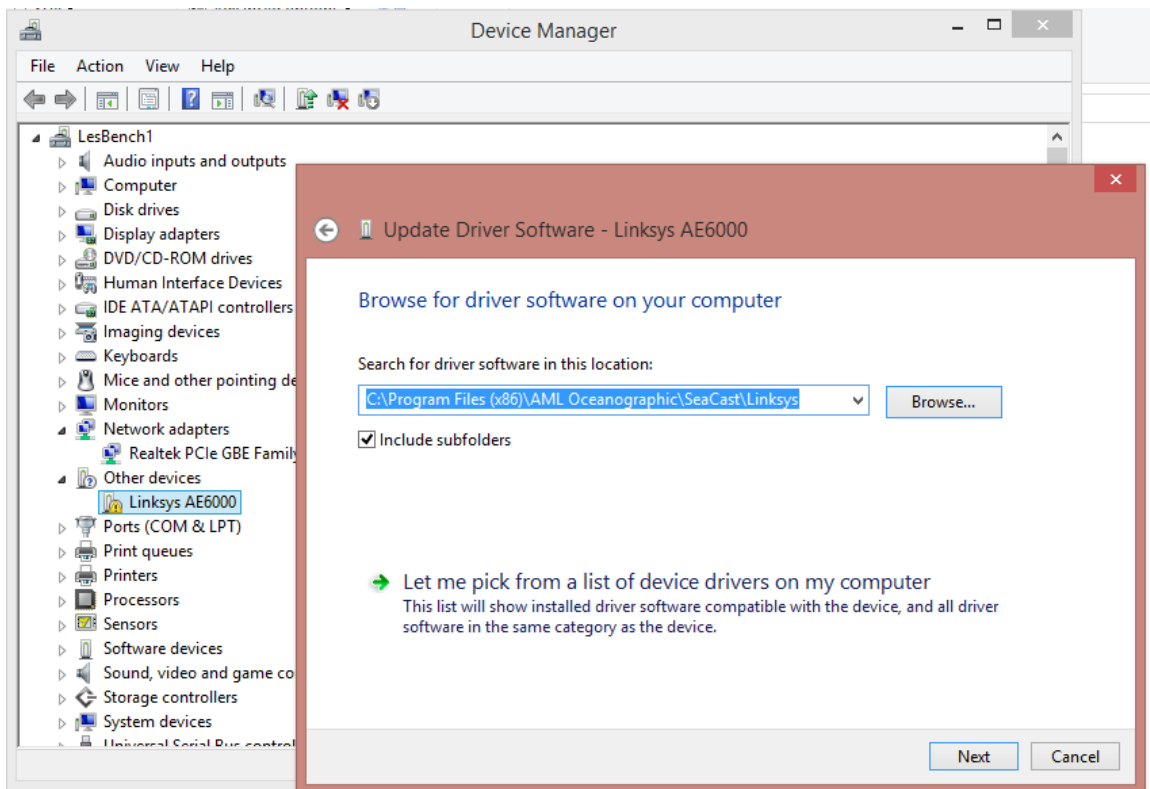 Device Manager
File Action View Help
LesBench1
Audio inputs and outputs
Computer
Disk drives
Display adapters
DVD/CD-ROM drives
Human Interface Devices
IDE ATA/ATAPI controllers
Imaging devices
Keyboards
Mice and other pointing de
Monitors
Network adapters
Realtek PCIe GBE Family
Other devices
Linksys AE6000
Ports (COM & LPT)
Print queues
Printers
Processors
Sensors
Software devices
Sound, video and game co
Storage controllers
System devices
Universal Serial Bus control
Update Driver Software - Linksys AE6000
Browse for driver software on your computer
Search for driver software in this location:
C:\Program Files (x86)\AML Oceanographic\SeaCast\Linksys
Browse...
Include subfolders
Let me pick from a list of device drivers on my computer
This list will show installed driver software compatible with the device, and all driver
software in the same category as the device.
Next Cancel